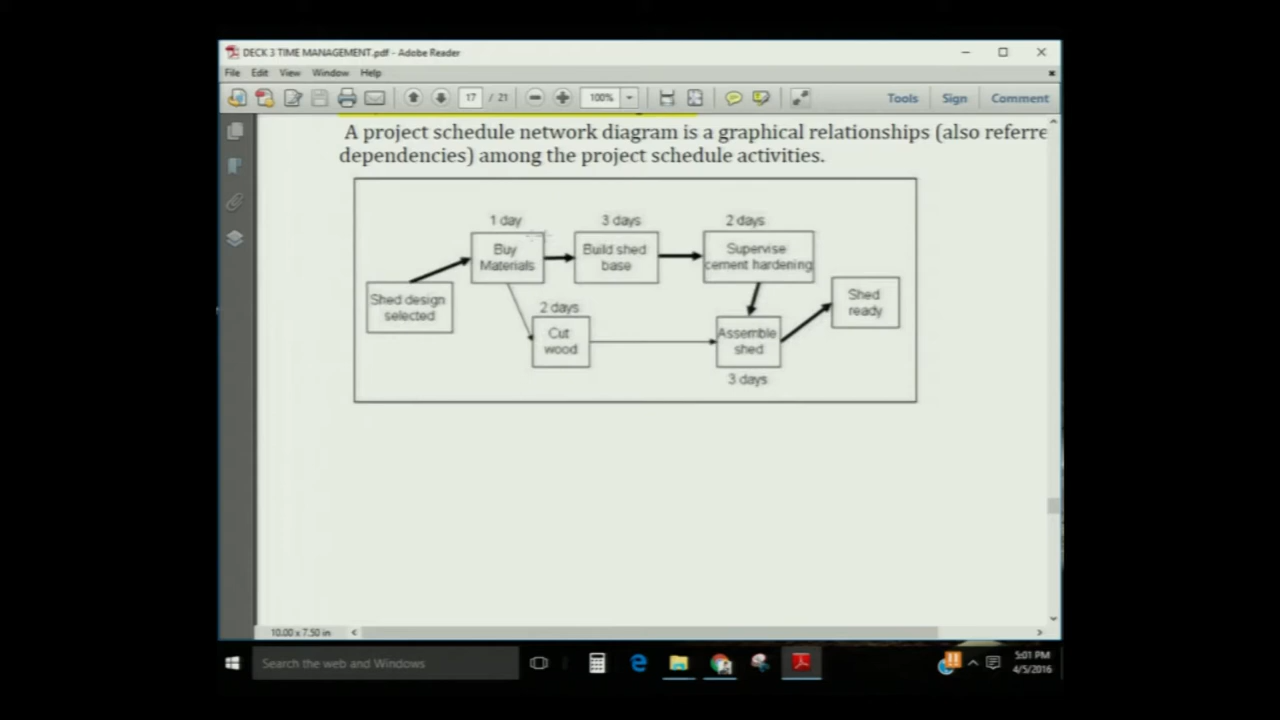 DECK 3 TIME MANAGEMENT.pdf - Adobe Reader
File Edit View Window Help
17 / 21 100% Tools Sign Comment
A project schedule network diagram is a graphical relationships (also referre
dependencies) among the project schedule activities.
1 day
3 days
2 days
Buy
Materials
Build shed
base
Supervise
cement hardening
Shed design
selected
Shed
ready
2 days
Cut
wood
Assemble
shed
3 days
10.00 x 7.50 in
Search the web and Windows
5:01 PM
4/5/2016